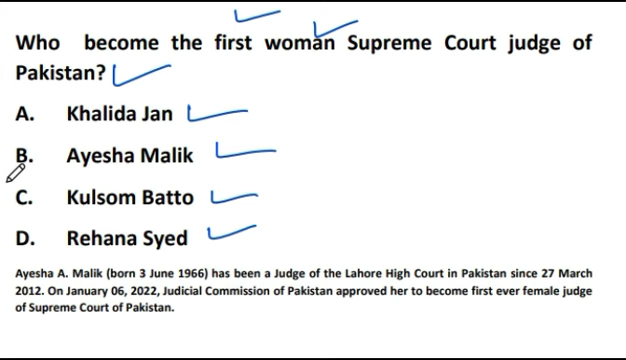 Who become the first woman Supreme Court judge of
Pakistan?
A. Khalida Jan
B. Ayesha Malik
C. Kulsom Batto
D. Rehana Syed
Ayesha A. Malik (born 3 June 1966) has been a Judge of the Lahore High Court in Pakistan since 27 March
2012. On January 06, 2022, Judicial Commission of Pakistan approved her to become first ever female judge
of Supreme Court of Pakistan.